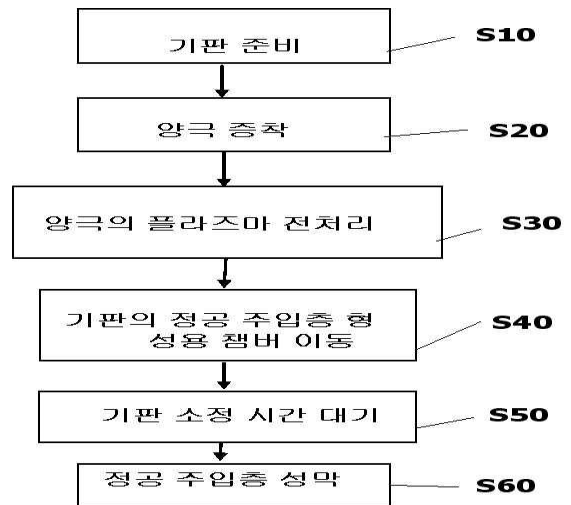 기판 준비
S10
양극 증착
S20
양극의 플라즈마 전처리
S30
기판의 정공 주입층 형
성용 챔버 이동
S40
기판 소정 시간 대기
S50
정공 주입층 성막
S60